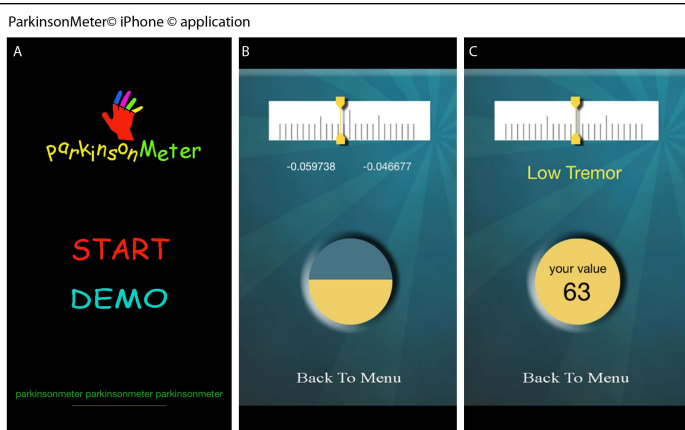 ParkinsonMeter© iPhone © application
A
parkinsonMeter
START
DEMO
parkinsonmeter parkinsonmeter parkinsonmeter
B
-0.059738 -0.046677
Back To Menu
C
Low Tremor
your value
63
Back To Menu